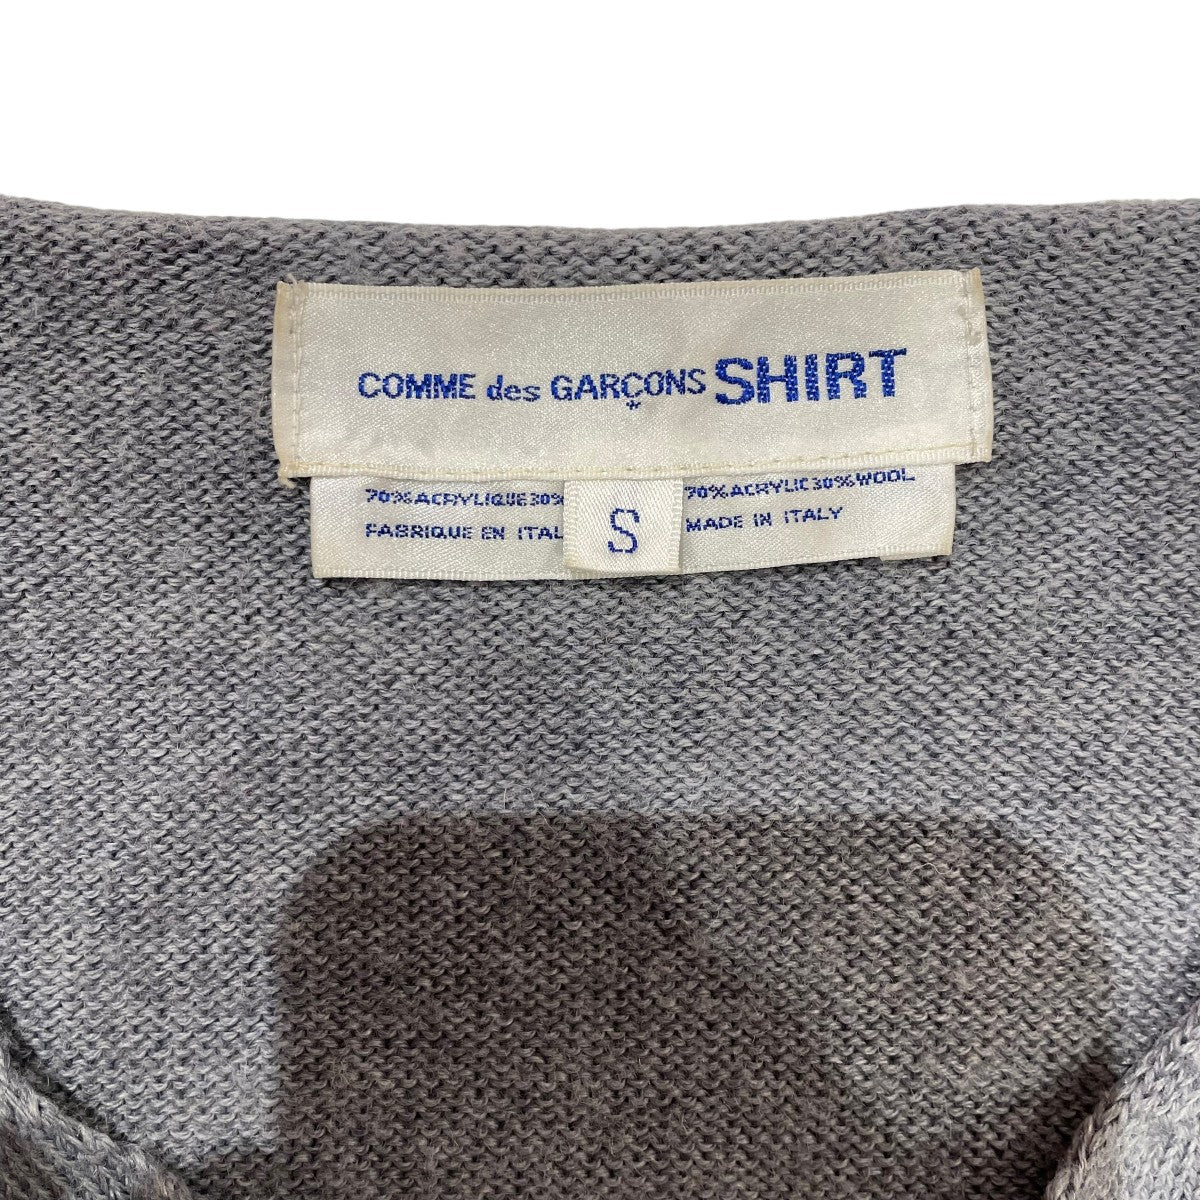 COMME des GARÇONS SHIRT
*
70%ACRYLIQUE30% 70%ACRYLIC30%WOOL
FABRIQUE EN ITAL S MADE IN ITALY